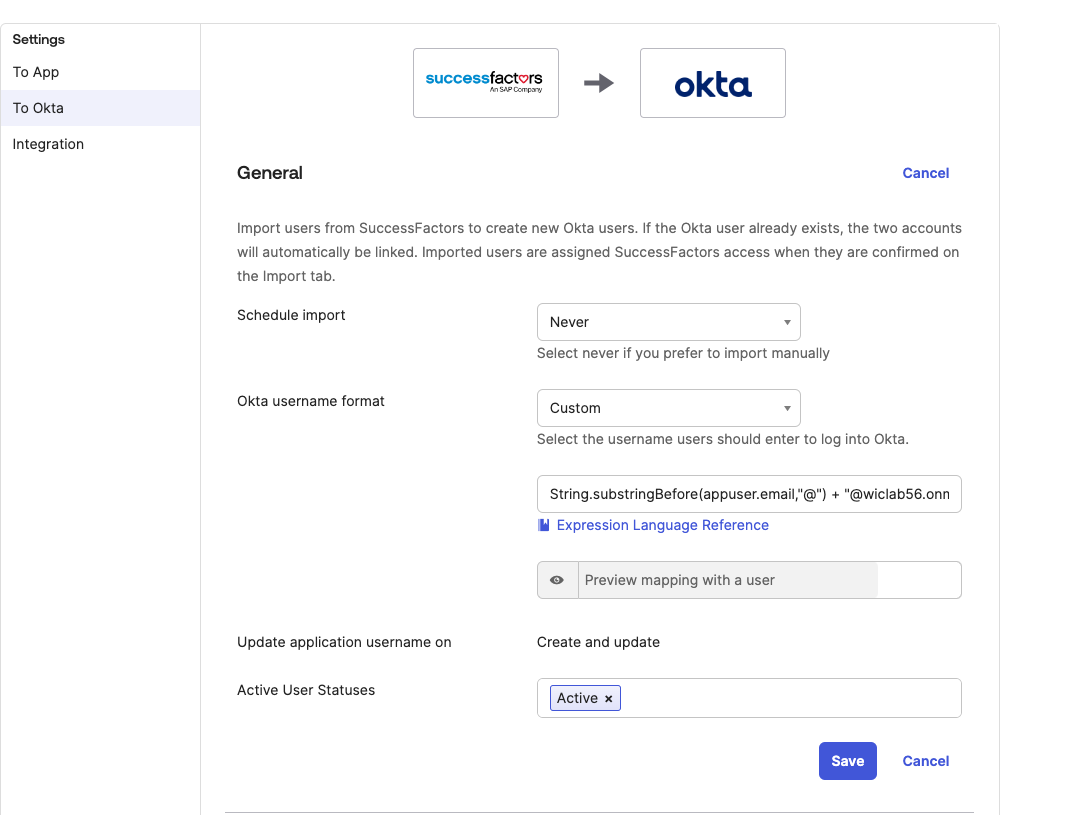 Settings
To App
To Okta
Integration
successfactors
An SAP Company
okta
General
Cancel
Import users from SuccessFactors to create new Okta users. If the Okta user already exists, the two accounts
will automatically be linked. Imported users are assigned SuccessFactors access when they are confirmed on
the Import tab.
Schedule import
Never
Select never if you prefer to import manually
Okta username format
Custom
Select the username users should enter to log into Okta.
String.substringBefore(appuser.email,"@") + "@wiclab56.onm
Expression Language Reference
Preview mapping with a user
Update application username on
Create and update
Active User Statuses
Active ×
Save
Cancel